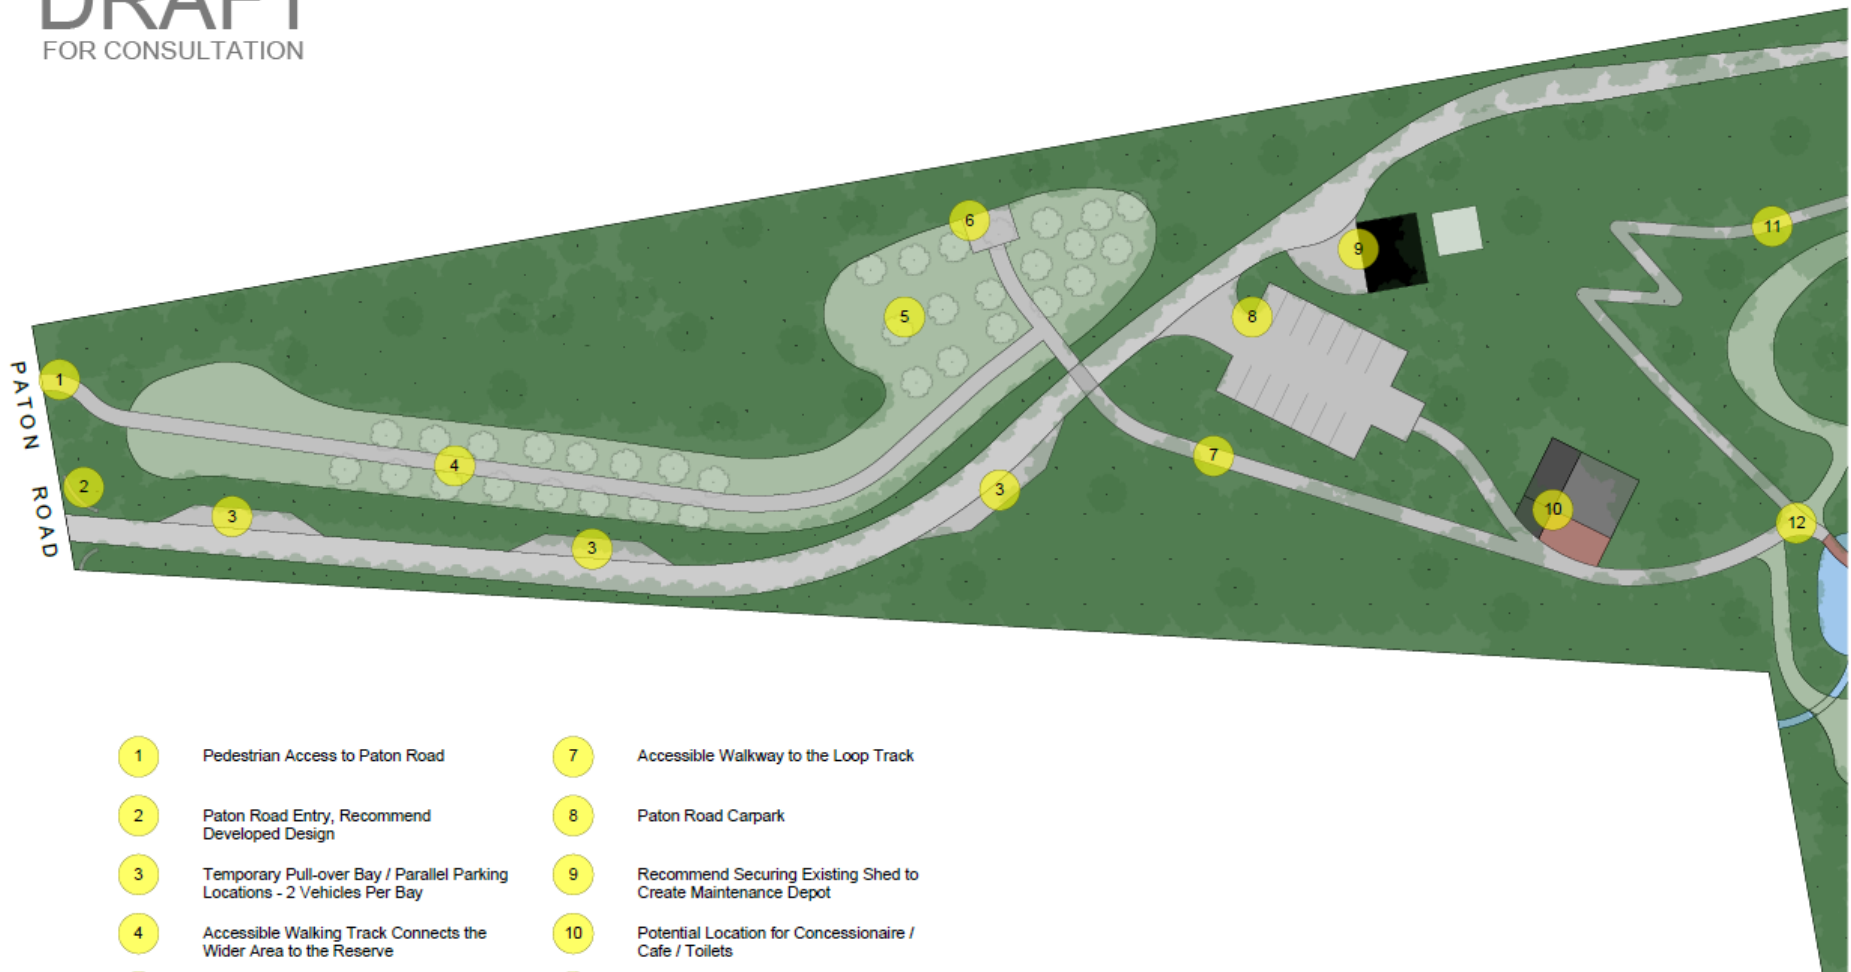 DRAFT
FOR CONSULTATION
6
11
9
5
8
1
PATON ROAD
4
7
2
3
3
10
12
3
1 Pedestrian Access to Paton Road
2 Paton Road Entry, Recommend
Developed Design
3 Temporary Pull-over Bay / Parallel Parking
Locations - 2 Vehicles Per Bay
4 Accessible Walking Track Connects the
Wider Area to the Reserve
7 Accessible Walkway to the Loop Track
8 Paton Road Carpark
9 Recommend Securing Existing Shed to
Create Maintenance Depot
10 Potential Location for Concessionaire /
Cafe / Toilets